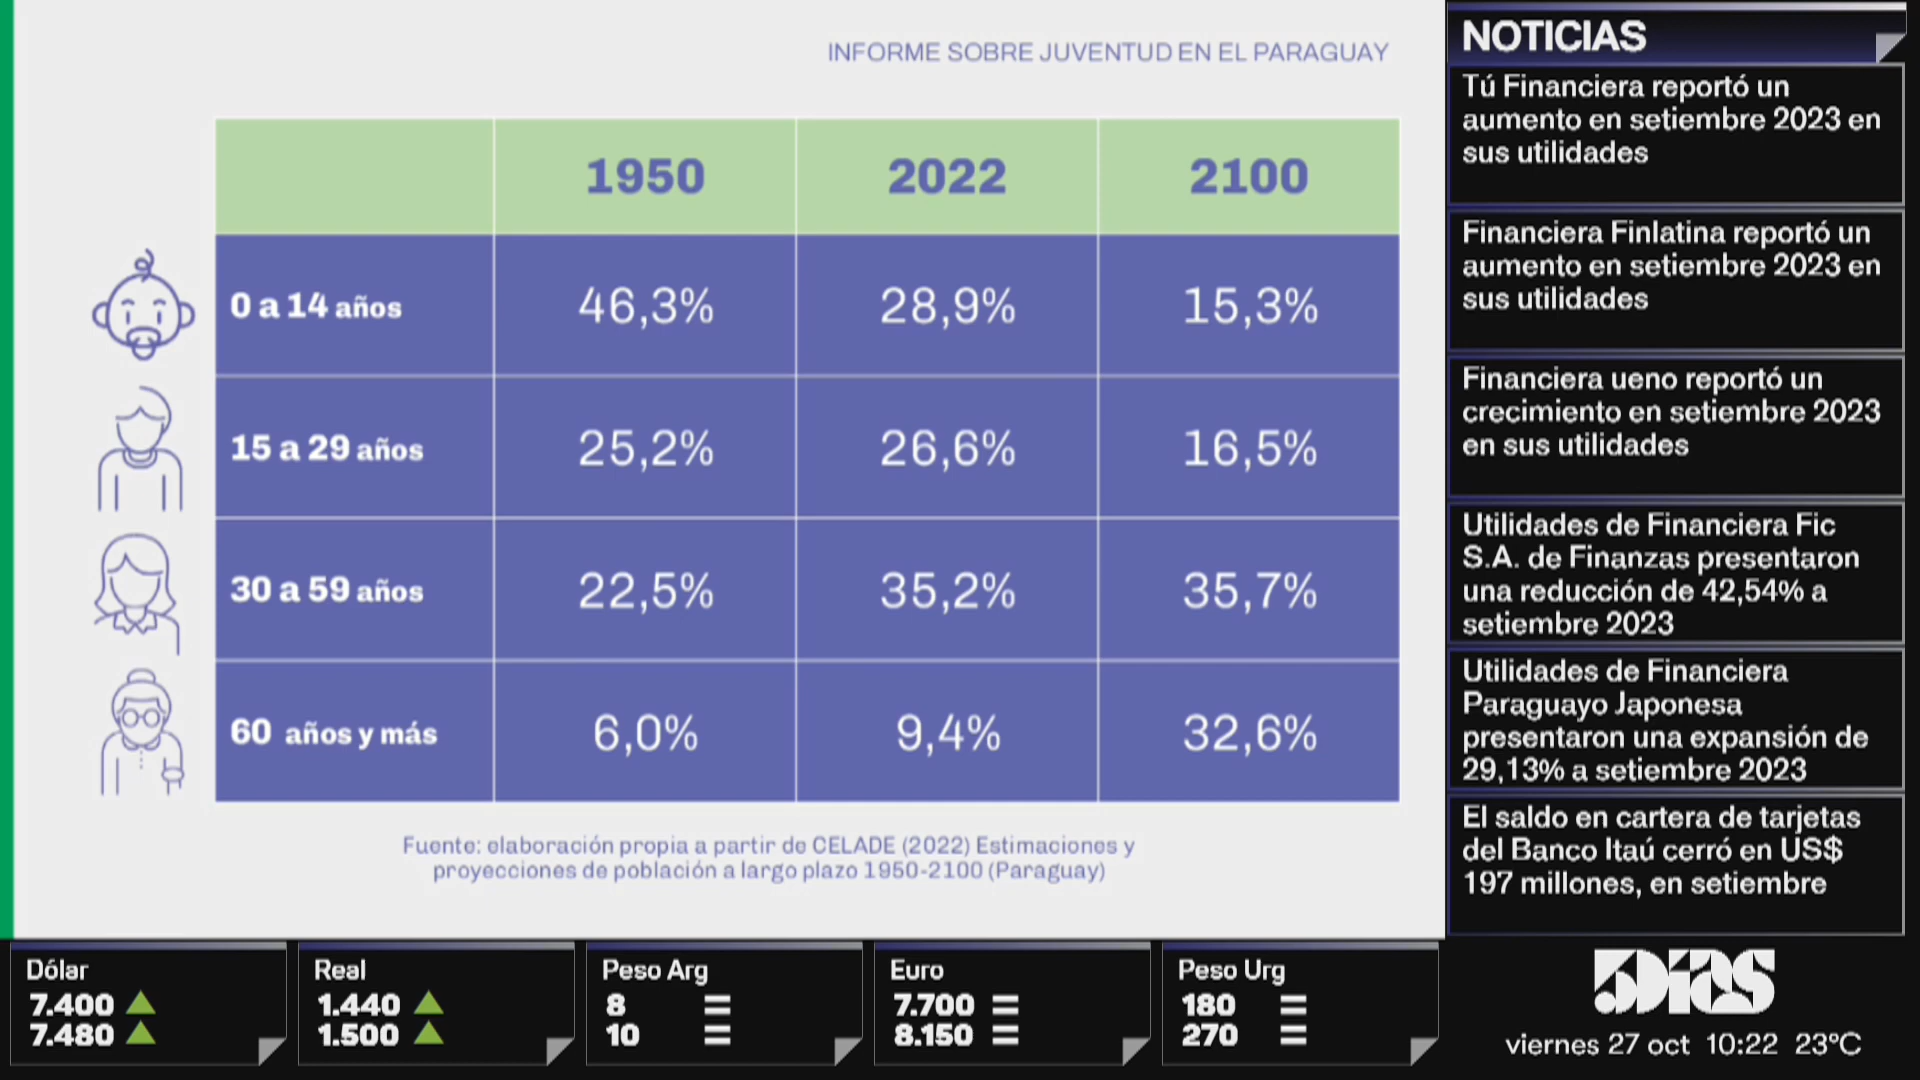 INFORME SOBRE JUVENTUD EN EL PARAGUAY
1950 2022 2100
0 a 14 años 46,3% 28,9% 15,3%
15 a 29 años 25,2% 26,6% 16,5%
30 a 59 años 22,5% 35,2% 35,7%
60 años y más 6,0% 9,4% 32,6%
Fuente: elaboración propia a partir de CELADE (2022) Estimaciones y
proyecciones de población a largo plazo 1950-2100 (Paraguay)
NOTICIAS
Tú Financiera reportó un
aumento en setiembre 2023 en
sus utilidades
Financiera Finlatina reportó un
aumento en setiembre 2023 en
sus utilidades
Financiera ueno reportó un
crecimiento en setiembre 2023
en sus utilidades
Utilidades de Financiera Fic
S.A. de Finanzas presentaron
una reducción de 42,54% a
setiembre 2023
Utilidades de Financiera
Paraguayo Japonesa
presentaron una expansión de
29,13% a setiembre 2023
El saldo en cartera de tarjetas
del Banco Itaú cerró en US$
197 millones, en setiembre
Dólar
7.400
7.480
Real
1.440
1.500
Peso Arg
8
10
Euro
7.700
8.150
Peso Urg
180
270
5Días
viernes 27 oct 10:22 23°C